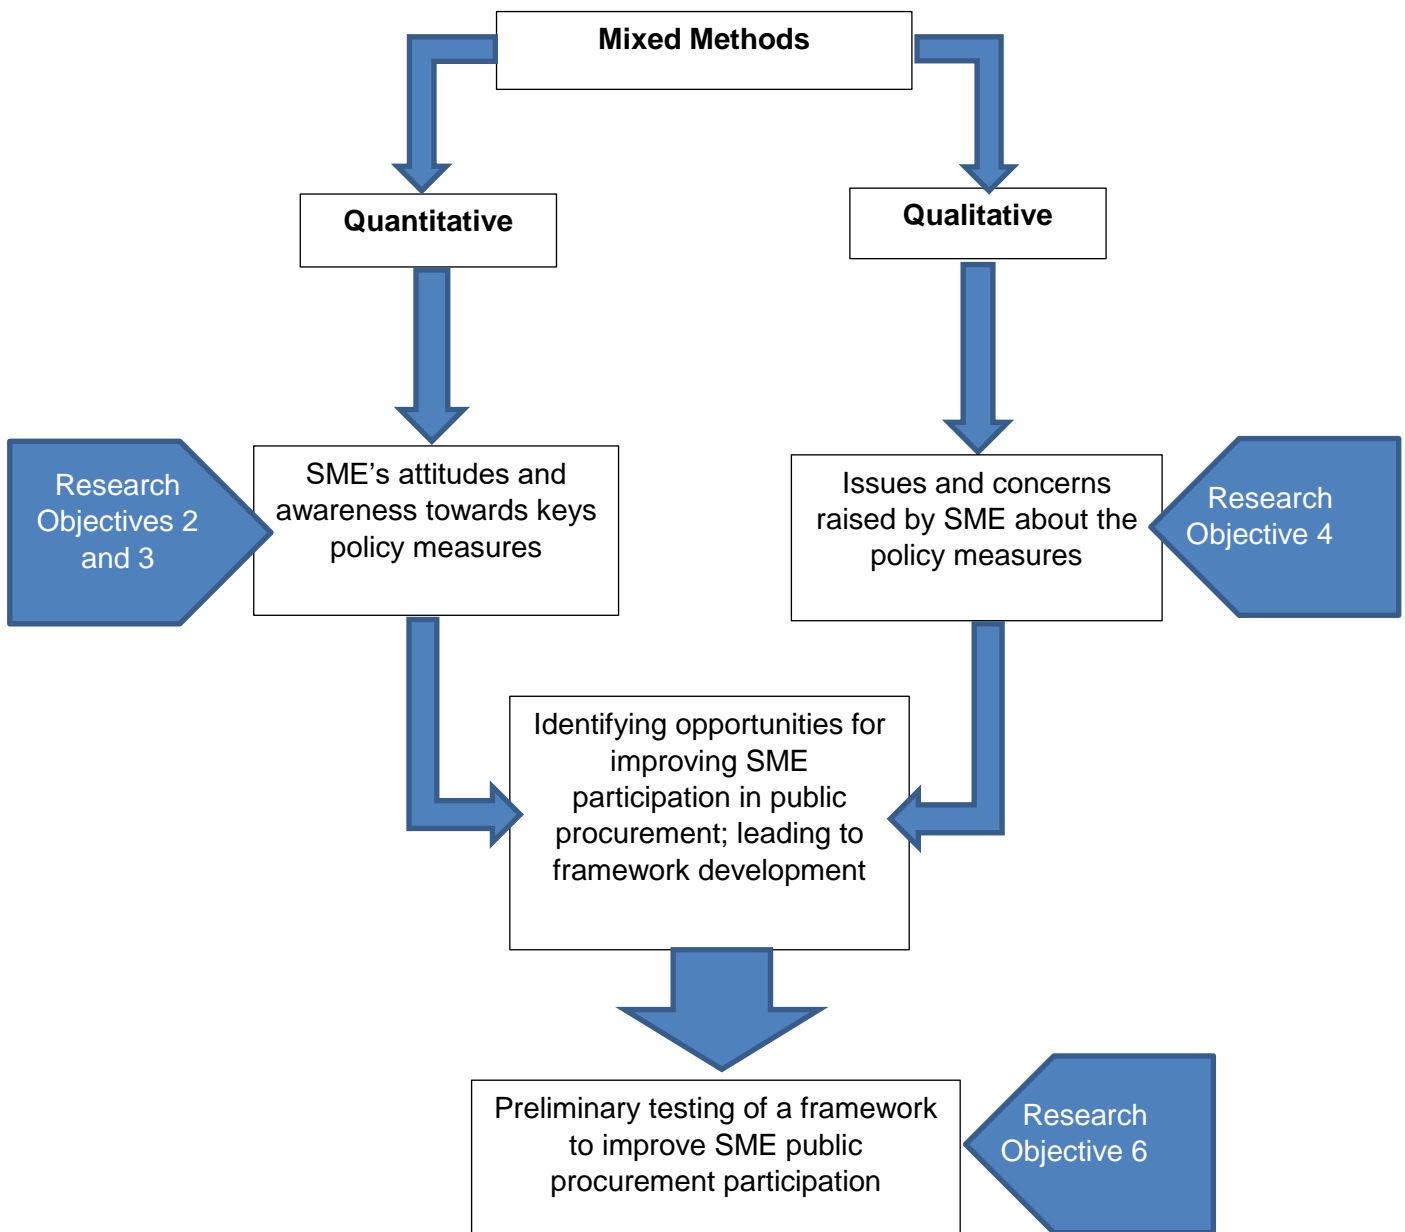 Mixed Methods
Quantitative
Qualitative
Research
Objectives 2
and 3
SME’s attitudes and
awareness towards keys
policy measures
Issues and concerns
raised by SME about the
policy measures
Research
Objective 4
Identifying opportunities for
improving SME
participation in public
procurement; leading to
framework development
Preliminary testing of a framework
to improve SME public
procurement participation
Research
Objective 6